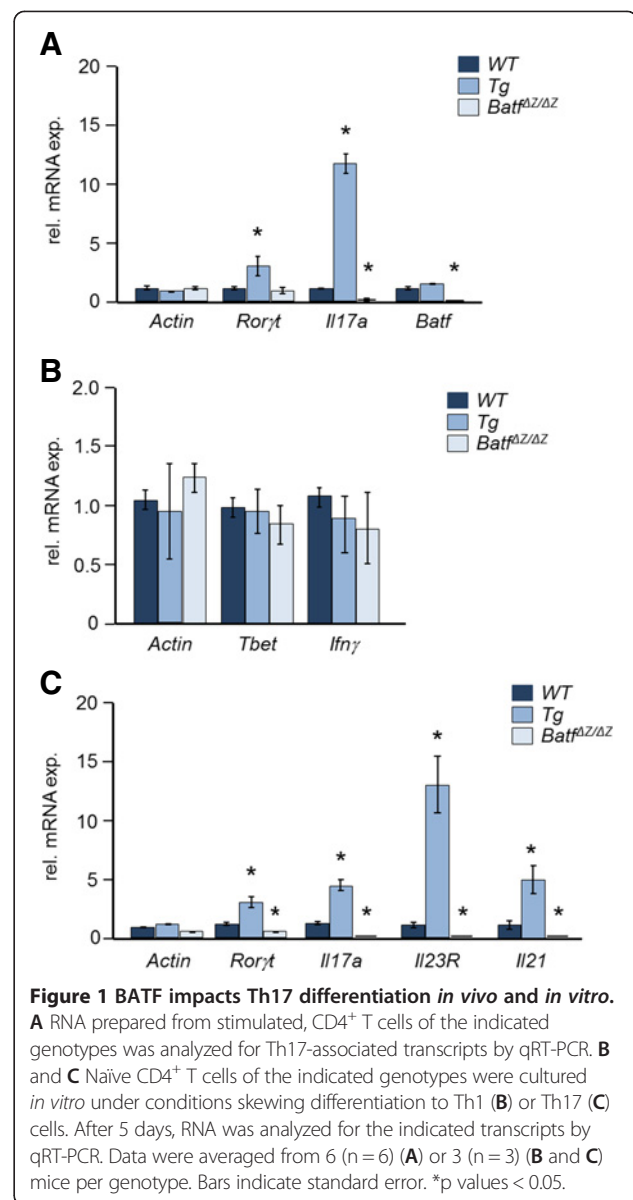 A
20
15
10
5
0
rel. mRNA exp.
WT
Tg
Batf^ΔZ/ΔZ
*
*
*
*
Actin Rorγt Il17a Batf
B
2.0
1.5
1.0
0.5
0
rel. mRNA exp.
WT
Tg
Batf^ΔZ/ΔZ
Actin Tbet Ifnγ
C
20
15
10
5
0
rel. mRNA exp.
WT
Tg
Batf^ΔZ/ΔZ
* * * * * * * *
Actin Rorγt Il17a Il23R Il21
Figure 1 BATF impacts Th17 differentiation in vivo and in vitro.
A RNA prepared from stimulated, CD4⁺ T cells of the indicated
genotypes was analyzed for Th17-associated transcripts by qRT-PCR. B
and C Naïve CD4⁺ T cells of the indicated genotypes were cultured
in vitro under conditions skewing differentiation to Th1 (B) or Th17 (C)
cells. After 5 days, RNA was analyzed for the indicated transcripts by
qRT-PCR. Data were averaged from 6 (n = 6) (A) or 3 (n = 3) (B and C)
mice per genotype. Bars indicate standard error. *p values < 0.05.